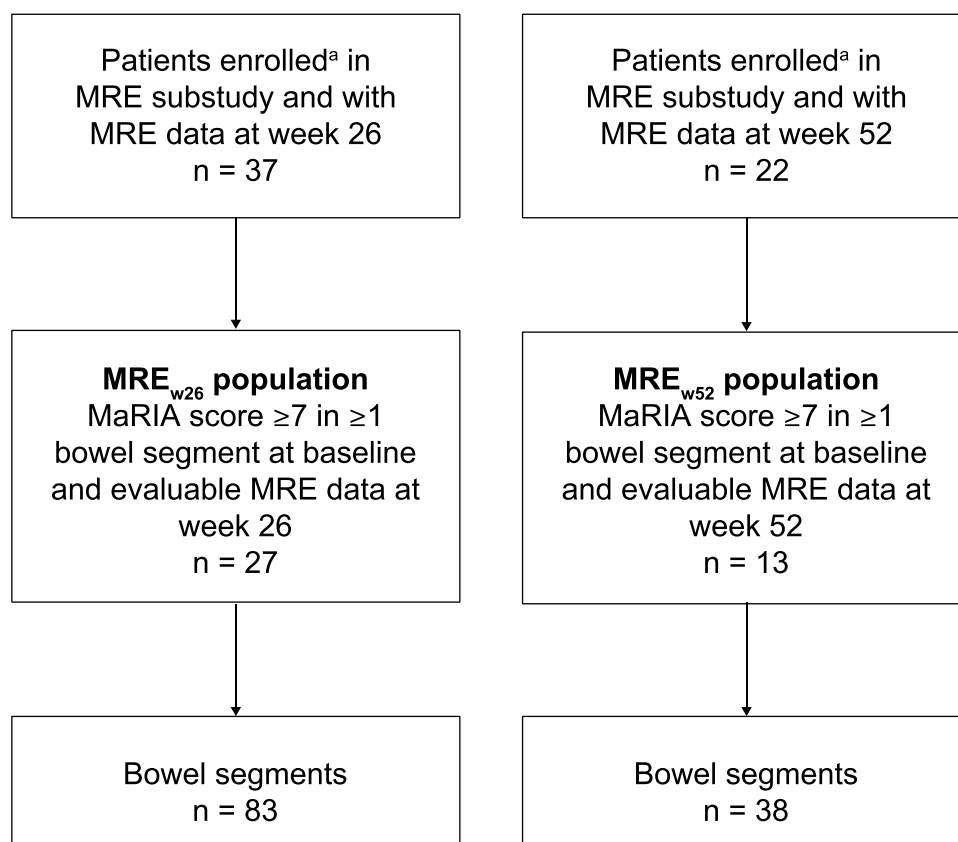 Patients enrolledᵃ in
MRE substudy and with
MRE data at week 26
n = 37
MRE_w26 population
MaRIA score ≥7 in ≥1
bowel segment at baseline
and evaluable MRE data at
week 26
n = 27
Bowel segments
n = 83
Patients enrolledᵃ in
MRE substudy and with
MRE data at week 52
n = 22
MRE_w52 population
MaRIA score ≥7 in ≥1
bowel segment at baseline
and evaluable MRE data at
week 52
n = 13
Bowel segments
n = 38